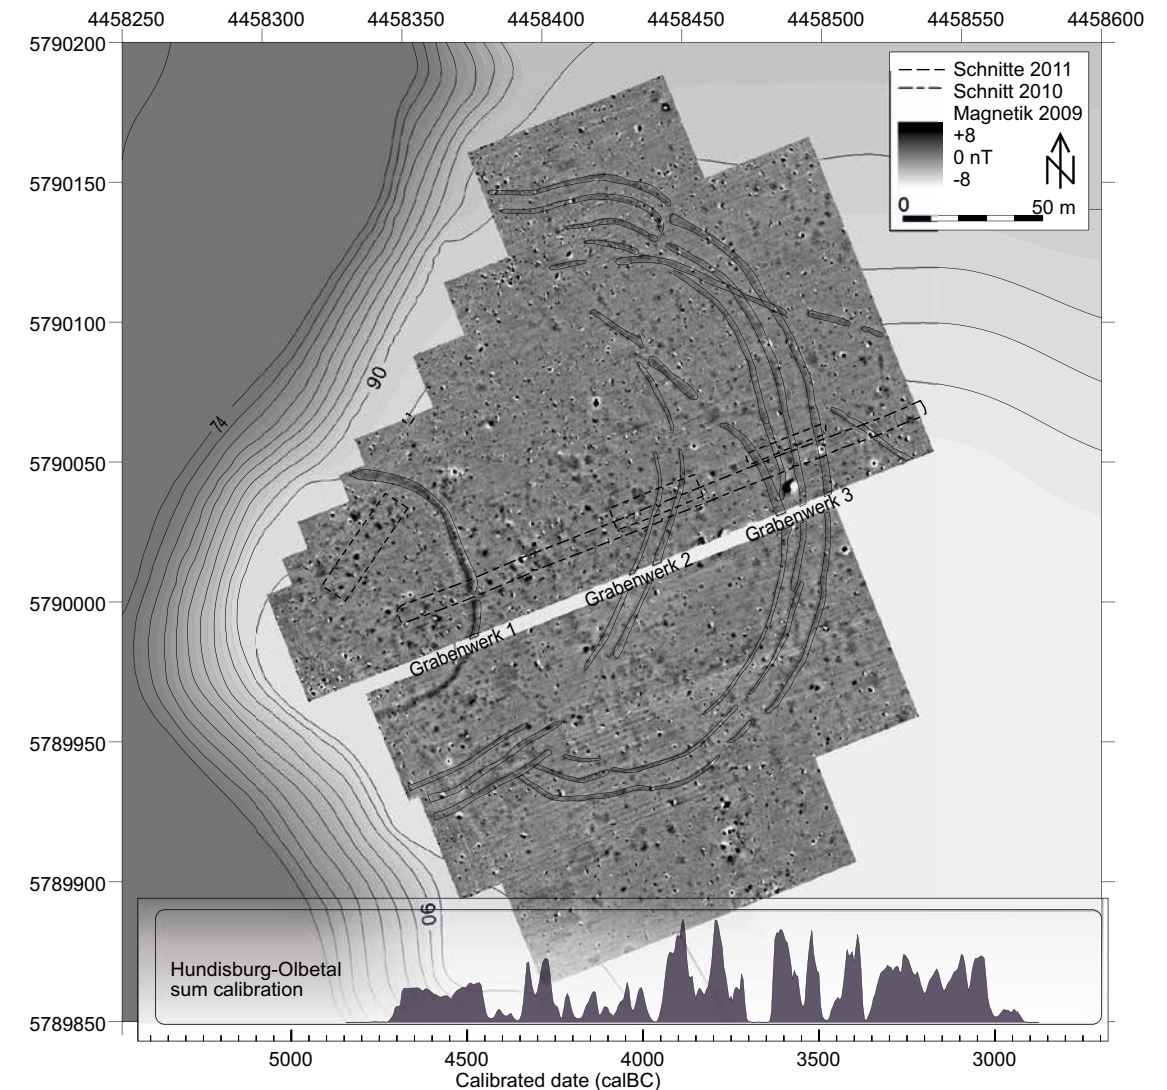 4458250 4458300 4458350 4458400 4458450 4458500 4458550 4458600
5790200
Schnitte 2011
Schnitt 2010
Magnetik 2009
+8
0 nT
-8
N
0 50 m
5790150
5790100
90
74
5790050
Grabenwerk 3
Grabenwerk 2
5790000
Grabenwerk 1
5789950
5789900
90
Hundisburg-Olbetal
sum calibration
5789850
5000 4500 4000 3500 3000
Calibrated date (calBC)